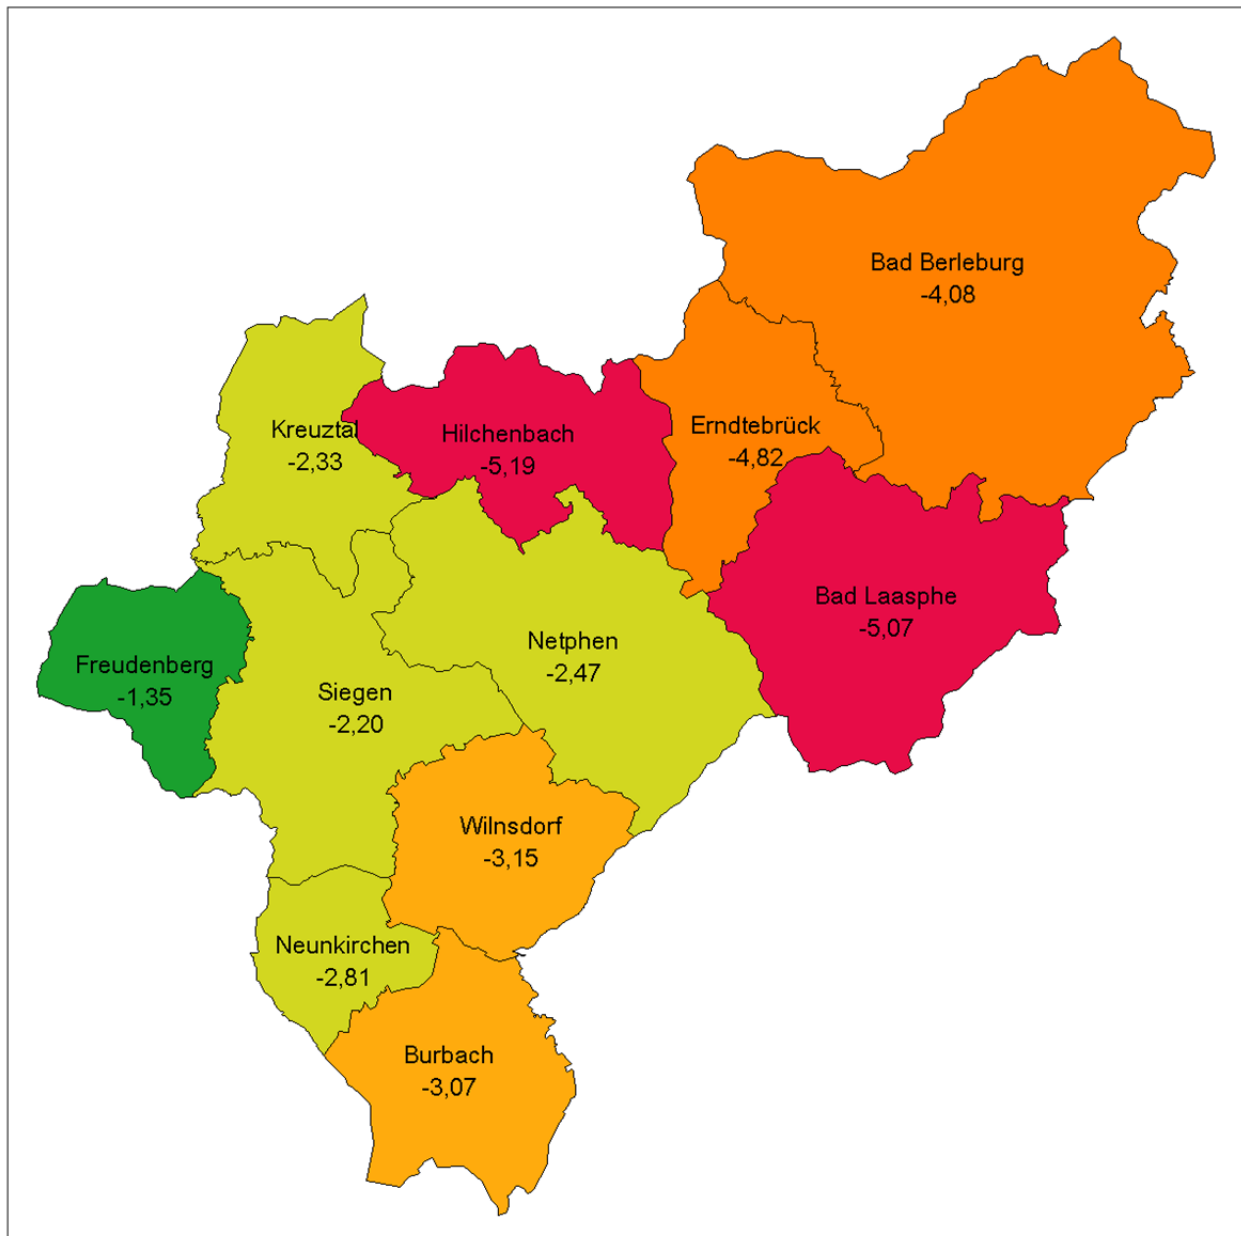 Bad Berleburg
-4,08
Kreuztal
-2,33
Hilchenbach
-5,19
Erndtebrück
-4,82
Bad Laasphe
-5,07
Freudenberg
-1,35
Siegen
-2,20
Netphen
-2,47
Wilnsdorf
-3,15
Neunkirchen
-2,81
Burbach
-3,07